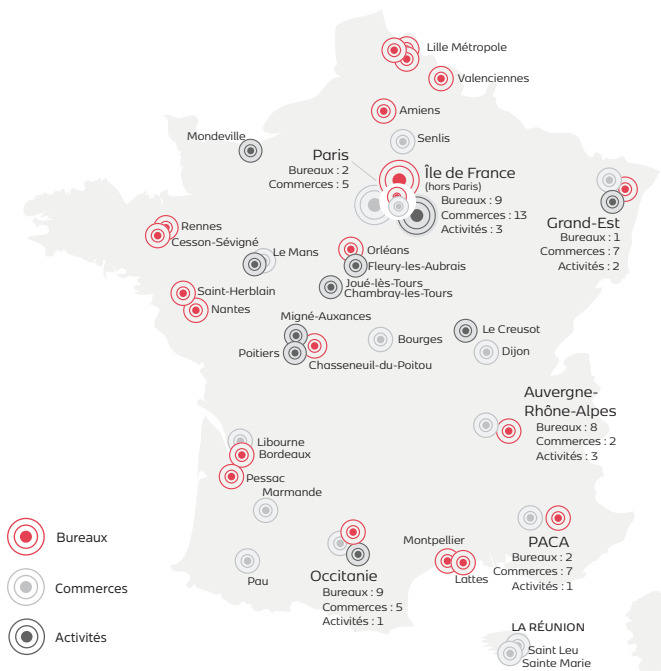 Lille Métropole
Valenciennes
Amiens
Mondeville
Senlis
Paris
Bureaux : 2
Commerces : 5
Île de France
(hors Paris)
Bureaux : 9
Commerces : 13
Activités : 3
Grand-Est
Bureaux : 1
Commerces : 7
Activités : 2
Rennes
Cesson-Sévigné
Le Mans
Orléans
Fleury-les-Aubrais
Joué-lès-Tours
Chambray-les-Tours
Saint-Herblain
Nantes
Migné-Auxances
Poitiers
Chasseneuil-du-Poitou
Bourges
Le Creusot
Dijon
Auvergne-
Rhône-Alpes
Bureaux : 8
Commerces : 2
Activités : 3
Libourne
Bordeaux
Pessac
Marmande
Pau
Occitanie
Bureaux : 9
Commerces : 5
Activités : 1
Montpellier
Lattes
PACA
Bureaux : 2
Commerces : 7
Activités : 1
Bureaux
Commerces
Activités
LA RÉUNION
Saint Leu
Sainte Marie